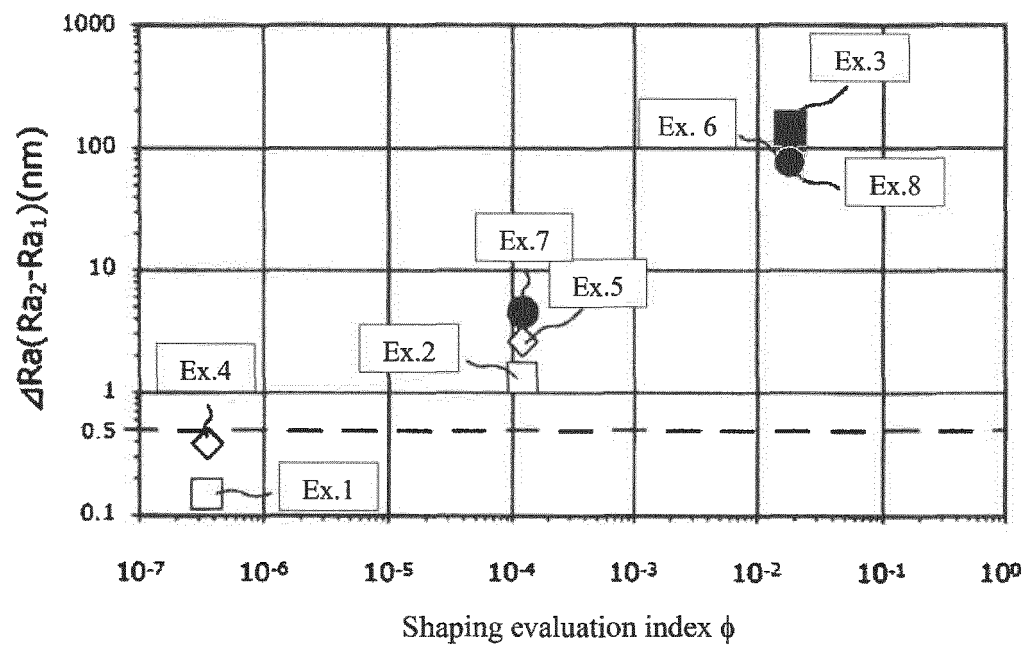 1000
100
10
1
0.5
0.1
⊿Ra(Ra₂-Ra₁)(nm)
Ex.3
Ex. 6
Ex.8
Ex.7
Ex.5
Ex.2
Ex.4
Ex.1
10⁻⁷ 10⁻⁶ 10⁻⁵ 10⁻⁴ 10⁻³ 10⁻² 10⁻¹ 10⁰
Shaping evaluation index ϕ